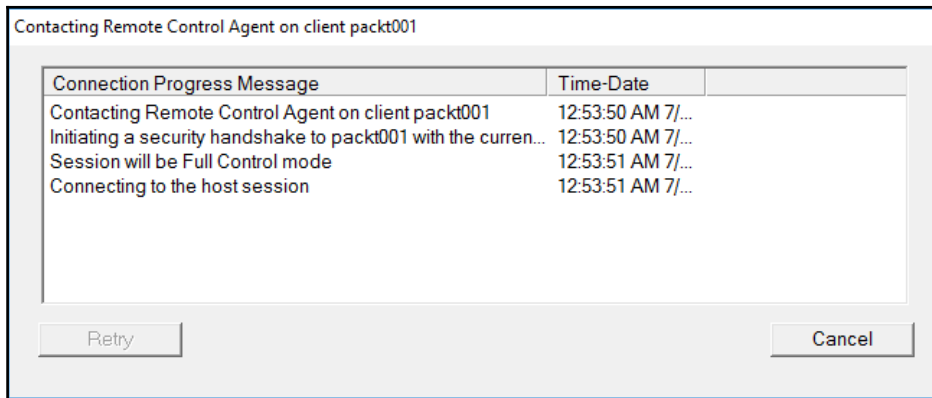 Contacting Remote Control Agent on client packt001
Connection Progress Message Time-Date
Contacting Remote Control Agent on client packt001 12:53:50 AM 7/...
Initiating a security handshake to packt001 with the curren... 12:53:50 AM 7/...
Session will be Full Control mode 12:53:51 AM 7/...
Connecting to the host session 12:53:51 AM 7/...
Retry Cancel